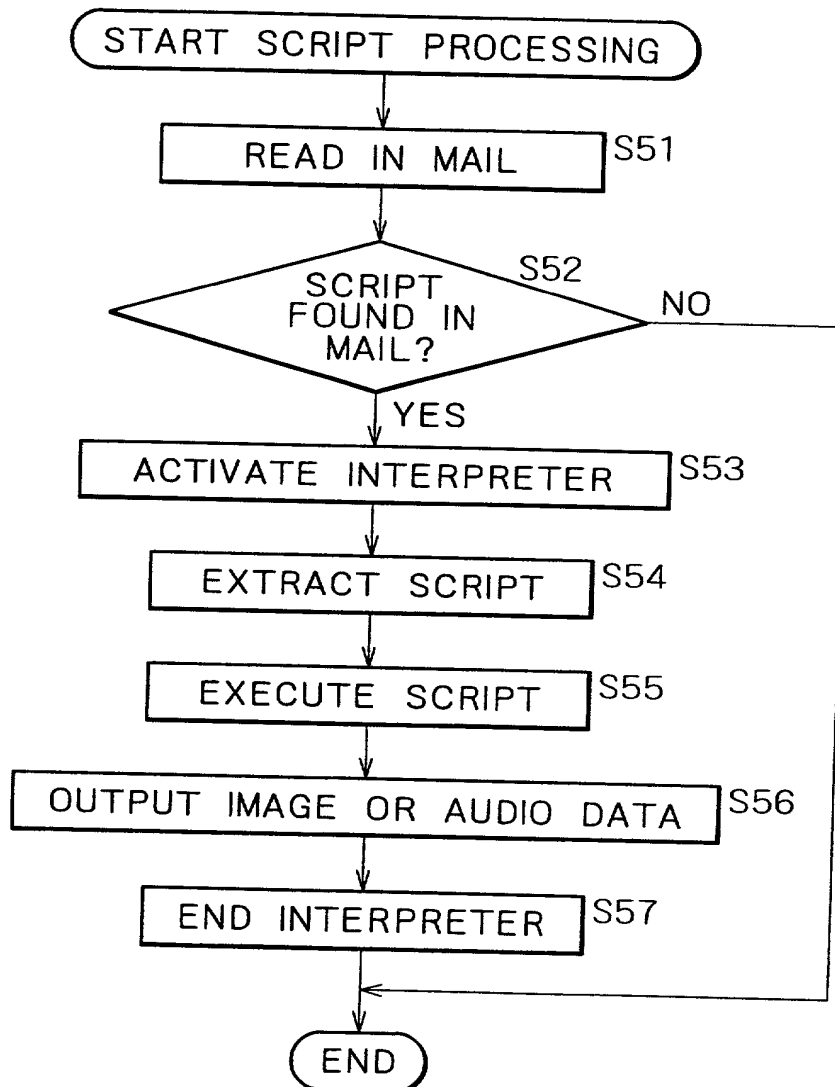 START SCRIPT PROCESSING
READ IN MAIL
S51
SCRIPT
FOUND IN
MAIL?
S52
NO
YES
ACTIVATE INTERPRETER
S53
EXTRACT SCRIPT
S54
EXECUTE SCRIPT
S55
OUTPUT IMAGE OR AUDIO DATA
S56
END INTERPRETER
S57
END